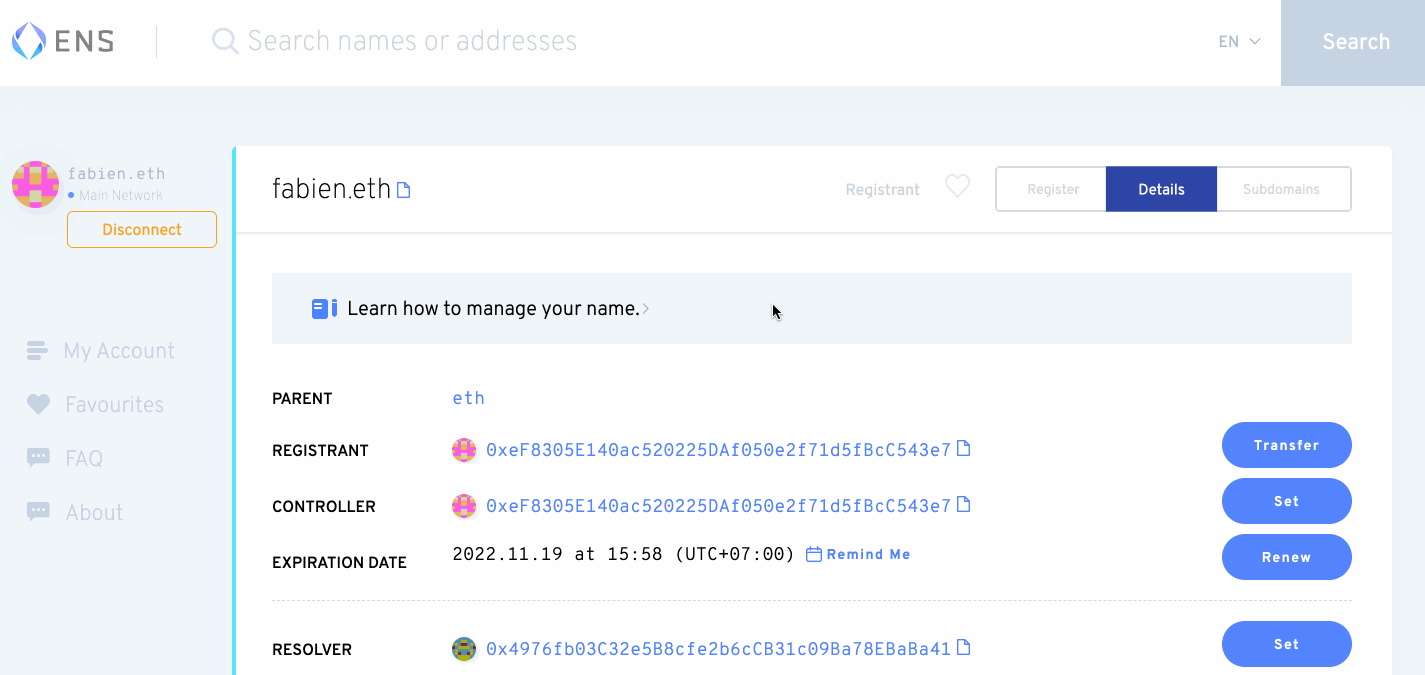 ENS
Search names or addresses
EN
Search
fabien.eth
Main Network
Disconnect
My Account
Favourites
FAQ
About
fabien.eth
Registrant
Register
Details
Subdomains
Learn how to manage your name.
PARENT
eth
REGISTRANT
0xeF8305E140ac520225DAf050e2f71d5fBcC543e7
Transfer
CONTROLLER
0xeF8305E140ac520225DAf050e2f71d5fBcC543e7
Set
EXPIRATION DATE
2022.11.19 at 15:58 (UTC+07:00)
Remind Me
Renew
RESOLVER
0x4976fb03C32e5B8cfe2b6cCB31c09Ba78EBaBa41
Set